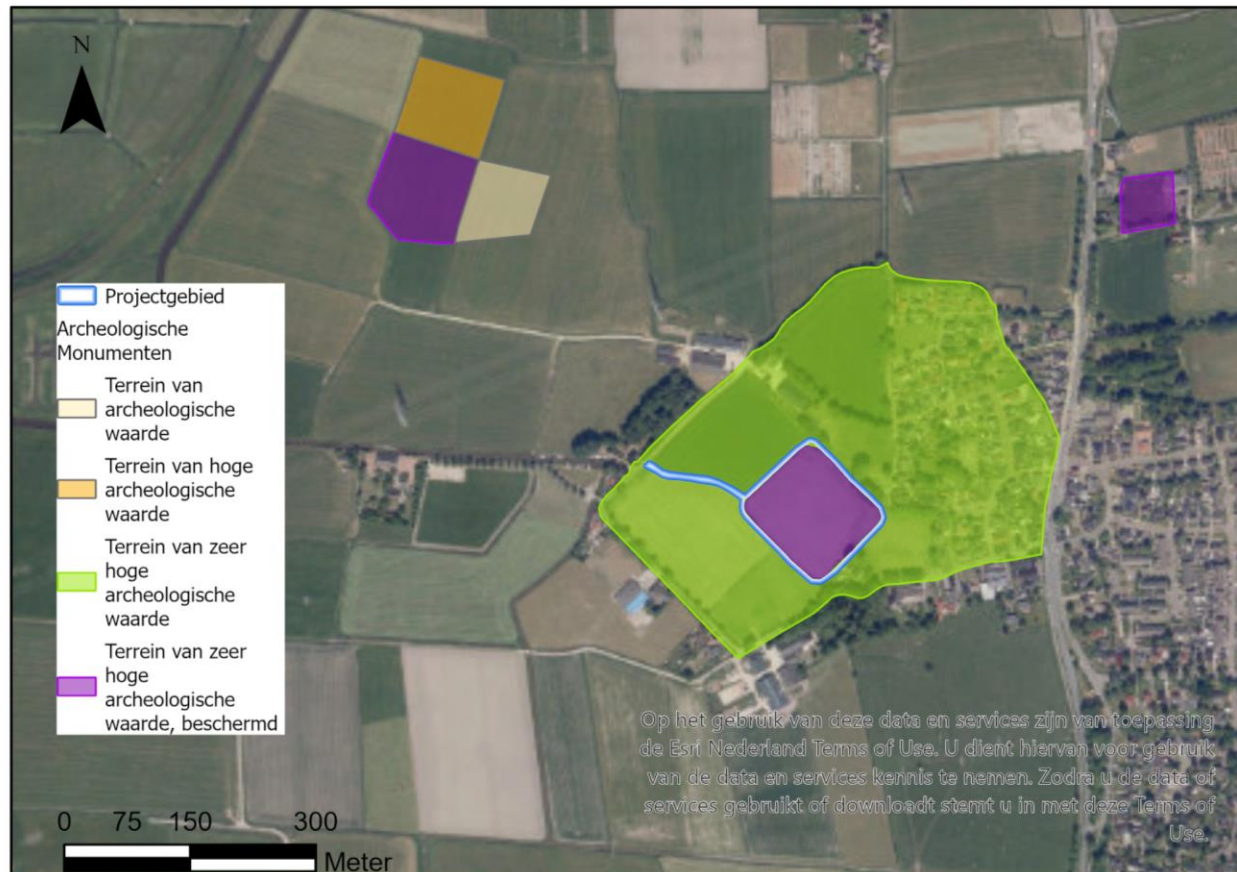 N
Projectgebied
Archeologische
Monumenten
Terrein van
archeologische
waarde
Terrein van hoge
archeologische
waarde
Terrein van zeer
hoge
archeologische
waarde
Terrein van zeer
hoge
archeologische
waarde, beschermd
Op het gebruik van deze data en services zijn van toepassing
de Esri Nederland Terms of Use. U dient hiervan voor gebruik
van de data en services kennis te nemen. Zodra u de data of
services gebruikt of downloadt stemt u in met deze Terms of
Use.
0 75 150 300
Meter